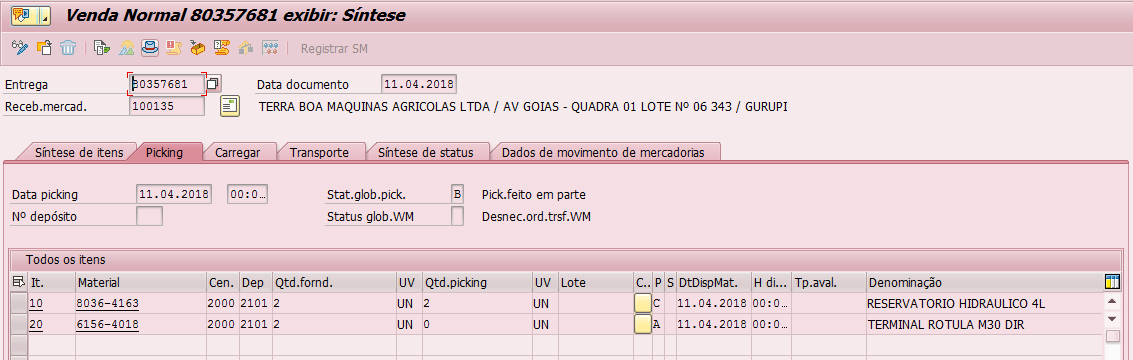 Venda Normal 80357681 exibir: Síntese
Registrar SM
Entrega 80357681 Data documento 11.04.2018
Receb.mercad. 100135 TERRA BOA MAQUINAS AGRICOLAS LTDA / AV GOIAS - QUADRA 01 LOTE Nº 06 343 / GURUPI
Síntese de itens Picking Carregar Transporte Síntese de status Dados de movimento de mercadorias
Data picking 11.04.2018 00:0… Stat.glob.pick. B Pick.feito em parte
Nº depósito Status glob.WM Desnec.ord.trsf.WM
Todos os itens
It. Material Cen. Dep Qtd.fornd. UV Qtd.picking UV Lote C.. P S DtDispMat. H di... Tp.aval. Denominação
10 8036-4163 2000 2101 2 UN 2 UN C 11.04.2018 00:0… RESERVATORIO HIDRAULICO 4L
20 6156-4018 2000 2101 2 UN 0 UN A 11.04.2018 00:0… TERMINAL ROTULA M30 DIR